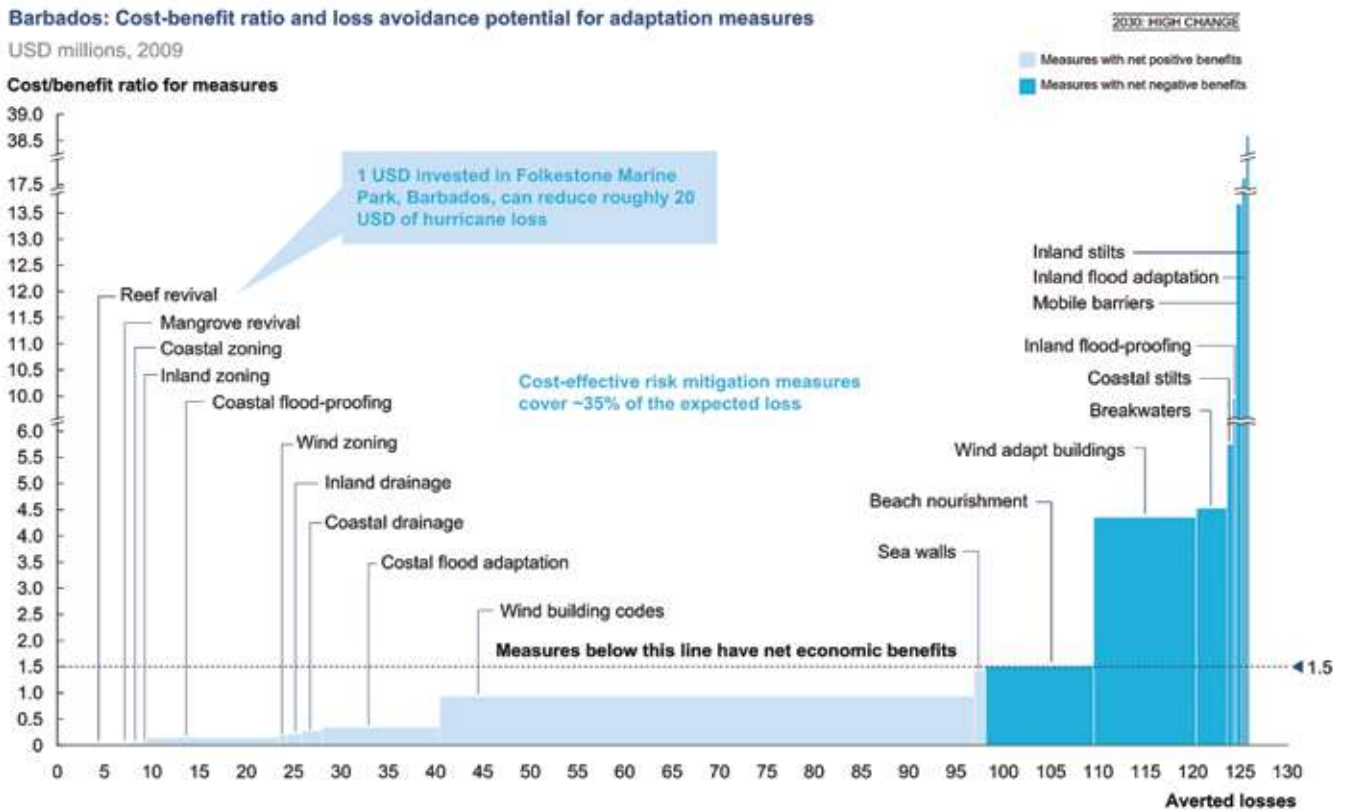 Barbados: Cost-benefit ratio and loss avoidance potential for adaptation measures
USD millions, 2009
2030: HIGH CHANGE
Measures with net positive benefits
Measures with net negative benefits
Cost/benefit ratio for measures
39.0
38.5
17.5
13.5
13.0
12.5
12.0
11.5
11.0
10.5
10.0
6.0
5.5
5.0
4.5
4.0
3.5
3.0
2.5
2.0
1.5
1.0
0.5
0
1 USD invested in Folkestone Marine
Park, Barbados, can reduce roughly 20
USD of hurricane loss
Reef revival
Mangrove revival
Coastal zoning
Inland zoning
Coastal flood-proofing
Wind zoning
Inland drainage
Coastal drainage
Costal flood adaptation
Wind building codes
Cost-effective risk mitigation measures
cover ~35% of the expected loss
Measures below this line have net economic benefits
Inland stilts
Inland flood adaptation
Mobile barriers
Inland flood-proofing
Coastal stilts
Breakwaters
Wind adapt buildings
Beach nourishment
Sea walls
1.5
0 5 10 15 20 25 30 35 40 45 50 55 60 65 70 75 80 85 90 95 100 105 110 115 120 125 130
Averted losses